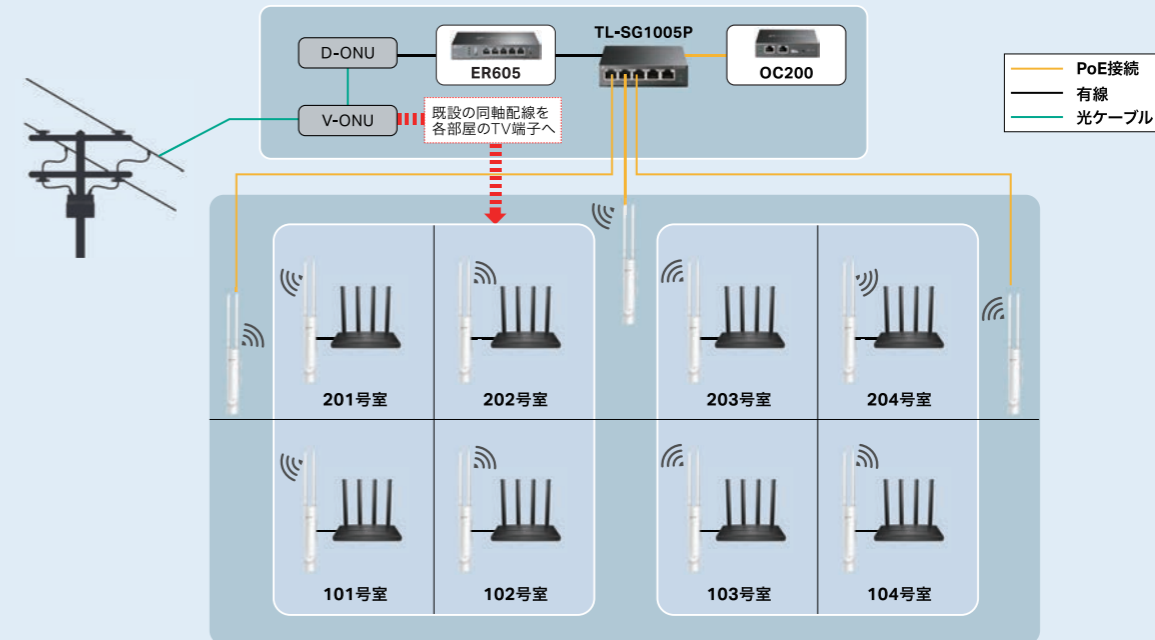 TL-SG1005P
D-ONU
ER605
OC200
V-ONU
既設の同軸配線を
各部屋のTV端子へ
PoE接続
有線
光ケーブル
201号室
202号室
203号室
204号室
101号室
102号室
103号室
104号室